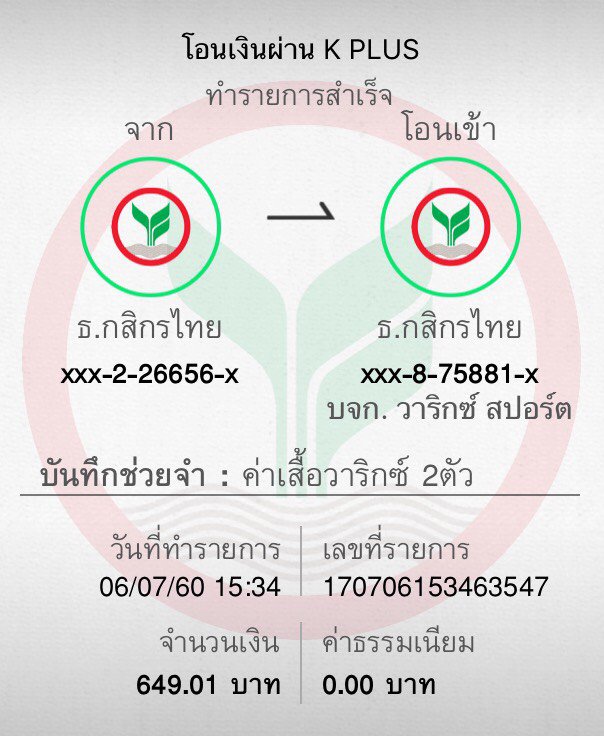 โอนเงินผ่าน K PLUS
ทำรายการสำเร็จ
จาก โอนเข้า
ธ.กสิกรไทย ธ.กสิกรไทย
xxx-2-26656-x xxx-8-75881-x
บจก. วาริกซ์ สปอร์ต
บันทึกช่วยจำ : ค่าเสื้อวาริกซ์ 2ตัว
วันที่ทำรายการ เลขที่รายการ
06/07/60 15:34 170706153463547
จำนวนเงิน ค่าธรรมเนียม
649.01 บาท 0.00 บาท